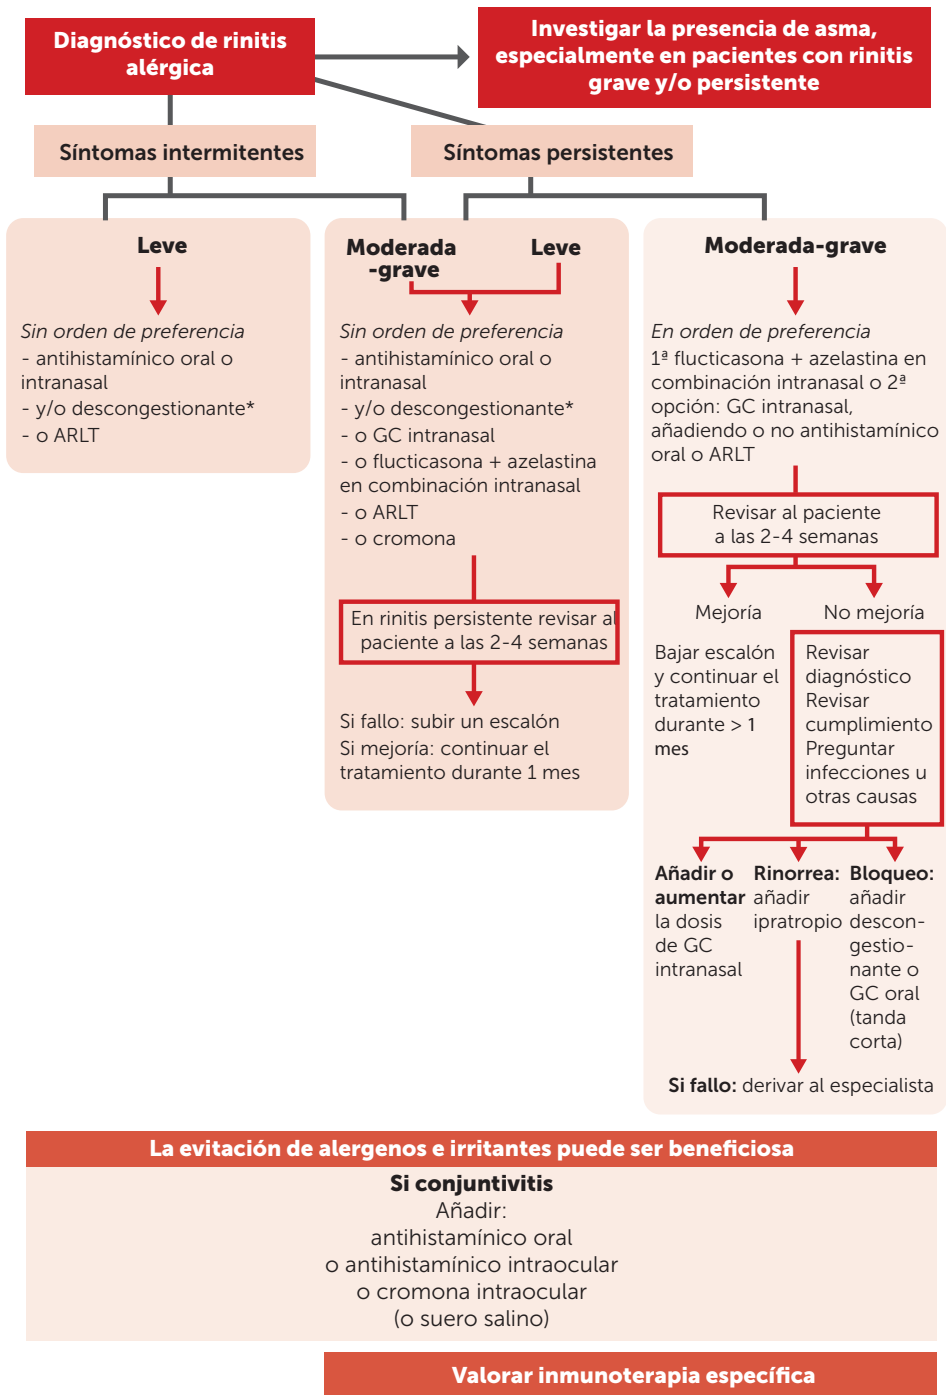 Diagnóstico de rinitis
alérgica
Investigar la presencia de asma,
especialmente en pacientes con rinitis
grave y/o persistente
Síntomas intermitentes
Síntomas persistentes
Leve
Sin orden de preferencia
- antihistamínico oral o
intranasal
- y/o descongestionante*
- o ARLT
Moderada
-grave
Leve
Sin orden de preferencia
- antihistamínico oral o
intranasal
- y/o descongestionante*
- o GC intranasal
- o flucticasona + azelastina
en combinación intranasal
- o ARLT
- o cromona
En rinitis persistente revisar al
paciente a las 2-4 semanas
Si fallo: subir un escalón
Si mejoría: continuar el
tratamiento durante 1 mes
Moderada-grave
En orden de preferencia
1ª flucticasona + azelastina en
combinación intranasal o 2ª
opción: GC intranasal,
añadiendo o no antihistamínico
oral o ARLT
Revisar al paciente
a las 2-4 semanas
Mejoría
No mejoría
Bajar escalón
y continuar el
tratamiento
durante > 1
mes
Revisar
diagnóstico
Revisar
cumplimiento
Preguntar
infecciones u
otras causas
Añadir o
aumentar
la dosis
de GC
intranasal
Rinorrea:
añadir
ipratropio
Bloqueo:
añadir
descon-
gestio-
nante o
GC oral
(tanda
corta)
Si fallo: derivar al especialista
La evitación de alergenos e irritantes puede ser beneficiosa
Si conjuntivitis
Añadir:
antihistamínico oral
o antihistamínico intraocular
o cromona intraocular
(o suero salino)
Valorar inmunoterapia específica